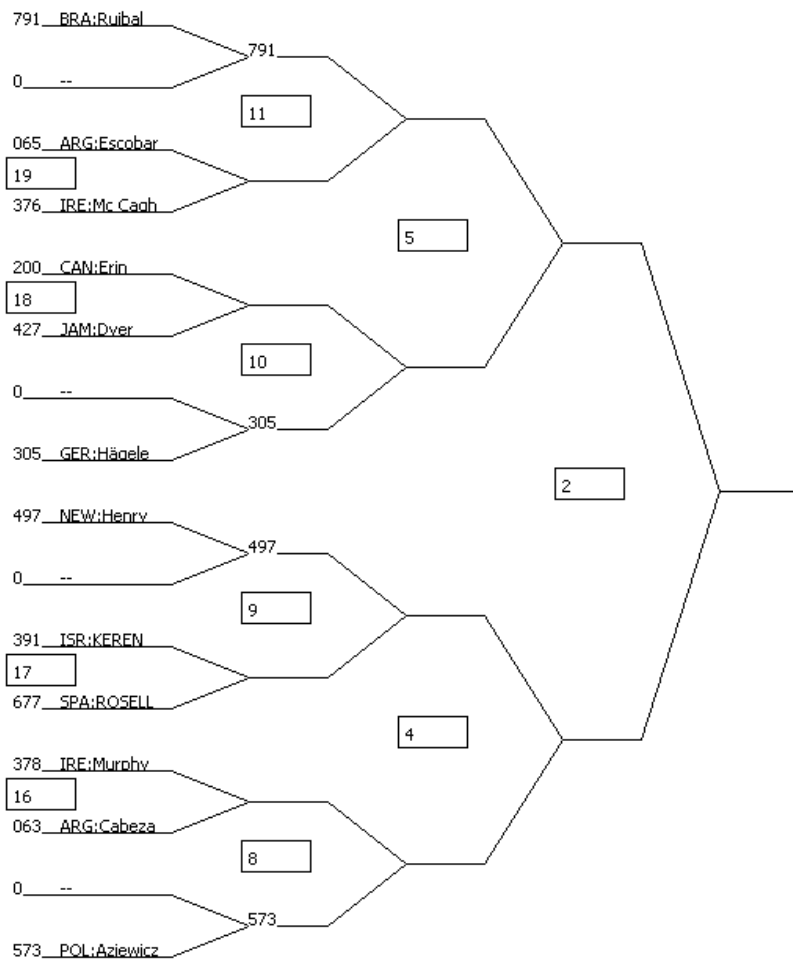 791 BRA:Ruibal
791
0 --
11
065 ARG:Escobar
19
376 IRE:Mc Cagh
5
200 CAN:Erin
18
427 JAM:Dyer
10
0 --
305
305 GER:Hägele
2
497 NEW:Henry
497
0 --
9
391 ISR:KEREN
17
677 SPA:ROSELL
4
378 IRE:Murphy
16
063 ARG:Cabeza
8
0 --
573
573 POL:Aziewicz